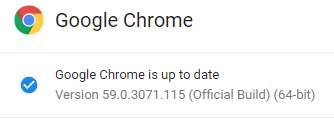 Google Chrome
Google Chrome is up to date
Version 59.0.3071.115 (Official Build) (64-bit)